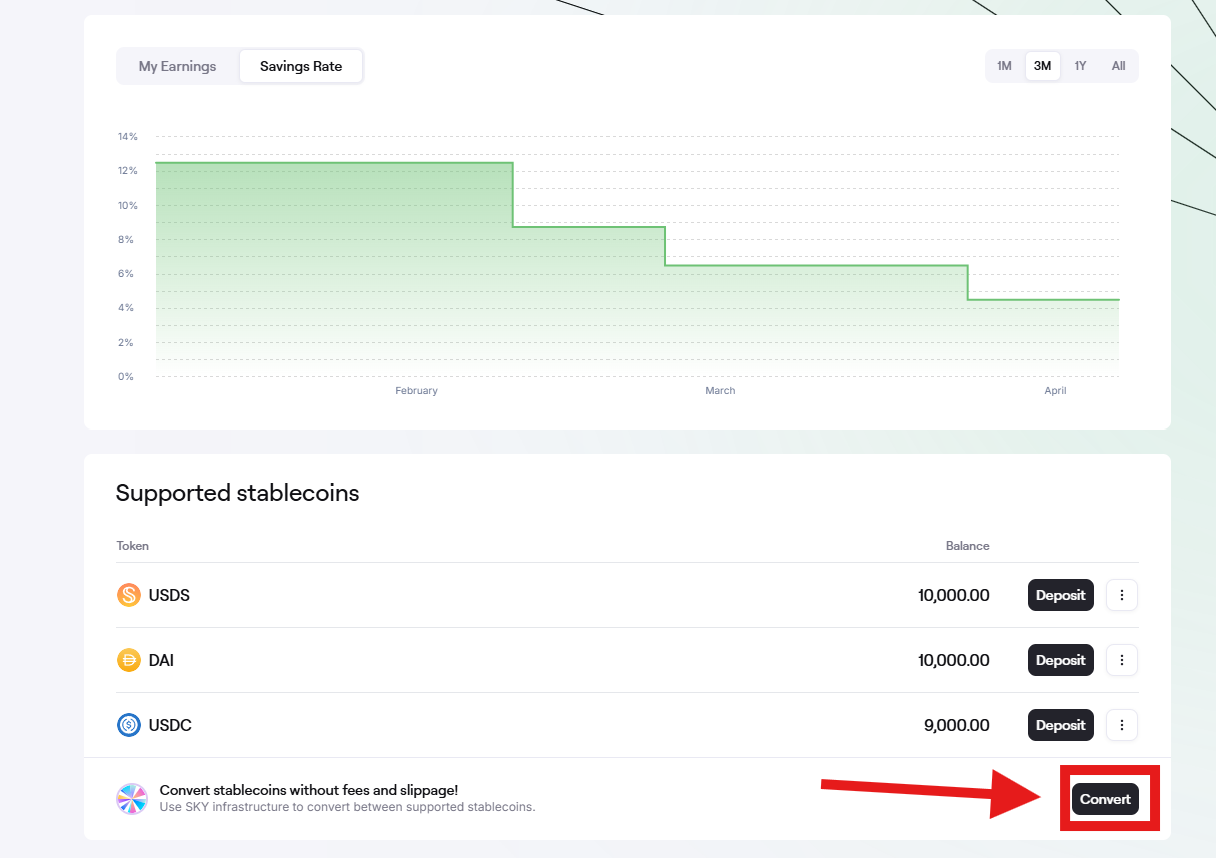 My Earnings Savings Rate 1M 3M 1Y All
14%
12%
10%
8%
6%
4%
2%
0%
February March April
Supported stablecoins
Token Balance
USDS 10,000.00 Deposit
DAI 10,000.00 Deposit
USDC 9,000.00 Deposit
Convert stablecoins without fees and slippage!
Use SKY infrastructure to convert between supported stablecoins.
Convert